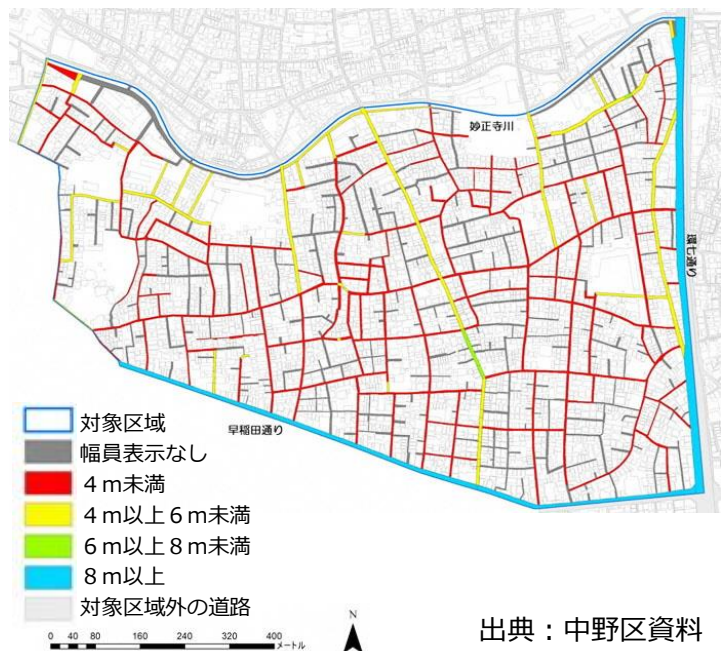 妙正寺川
環七通り
早稲田通り
対象区域
幅員表示なし
４ｍ未満
４ｍ以上６ｍ未満
６ｍ以上８ｍ未満
８ｍ以上
対象区域外の道路
0 40 80 160 240 320 400
メートル
N
出典：中野区資料